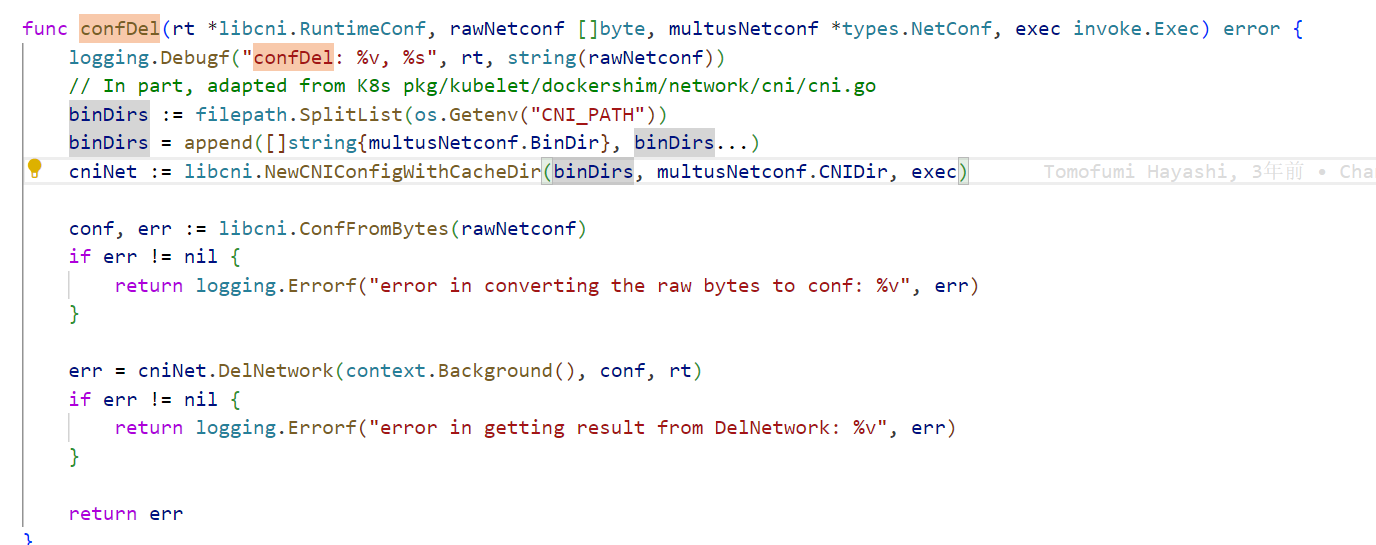 func confDel(rt *libcni.RuntimeConf, rawNetconf []byte, multusNetconf *types.NetConf, exec invoke.Exec) error {
    logging.Debugf("confDel: %v, %s", rt, string(rawNetconf))
    // In part, adapted from K8s pkg/kubelet/dockershim/network/cni/cni.go
    binDirs := filepath.SplitList(os.Getenv("CNI_PATH"))
    binDirs = append([]string{multusNetconf.BinDir}, binDirs...)
    cniNet := libcni.NewCNIConfigWithCacheDir(binDirs, multusNetconf.CNIDir, exec) Tomofumi Hayashi, 3年前 •

    conf, err := libcni.ConfFromBytes(rawNetconf)
    if err != nil {
        return logging.Errorf("error in converting the raw bytes to conf: %v", err)
    }

    err = cniNet.DelNetwork(context.Background(), conf, rt)
    if err != nil {
        return logging.Errorf("error in getting result from DelNetwork: %v", err)
    }

    return err
}